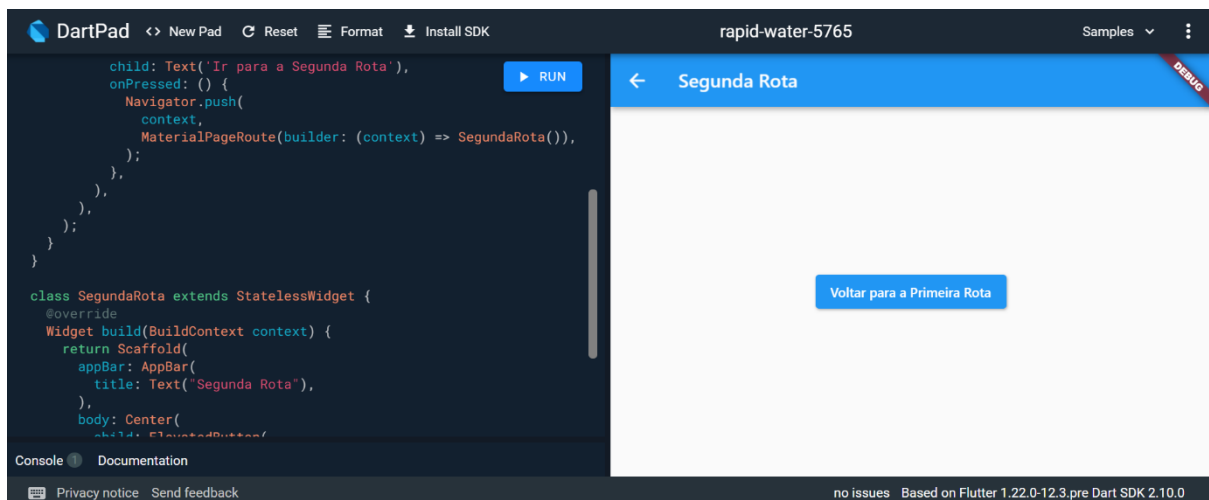 DartPad <> New Pad Reset Format Install SDK rapid-water-5765 Samples
child: Text('Ir para a Segunda Rota'),
onPressed: () {
Navigator.push(
context,
MaterialPageRoute(builder: (context) => SegundaRota()),
);
},
),
),
);
}
}
class SegundaRota extends StatelessWidget {
@override
Widget build(BuildContext context) {
return Scaffold(
appBar: AppBar(
title: Text("Segunda Rota"),
),
body: Center(
child: ElevatedButton(
RUN
Segunda Rota
DEBUG
Voltar para a Primeira Rota
Console 1 Documentation
Privacy notice Send feedback
no issues Based on Flutter 1.22.0-12.3.pre Dart SDK 2.10.0